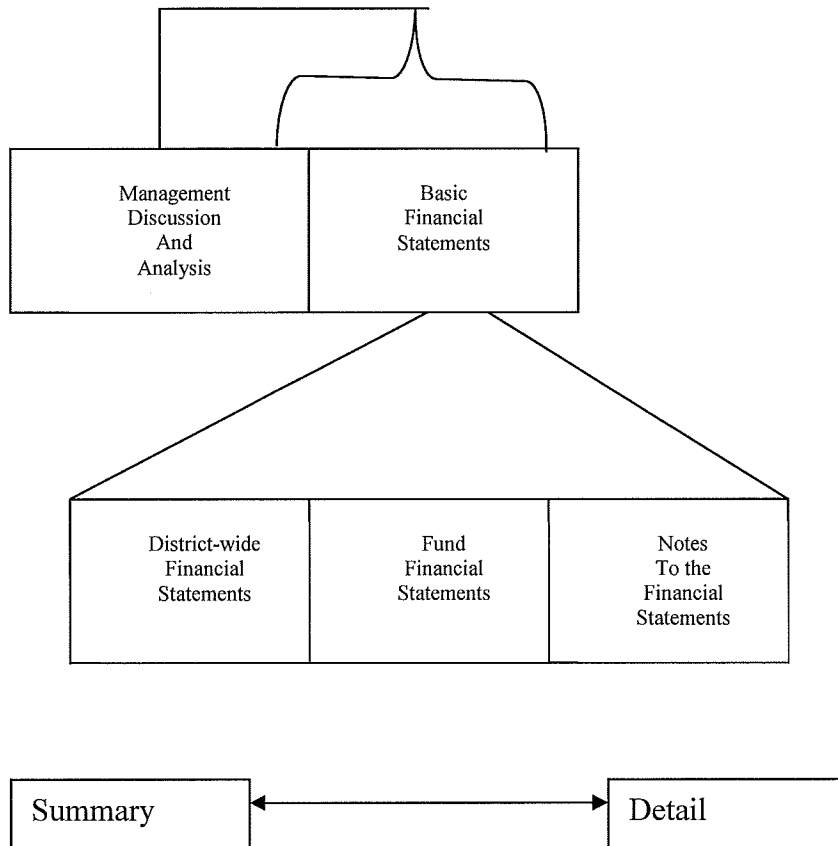 Management
Discussion
And
Analysis
Basic
Financial
Statements
District-wide
Financial
Statements
Fund
Financial
Statements
Notes
To the
Financial
Statements
Summary
Detail